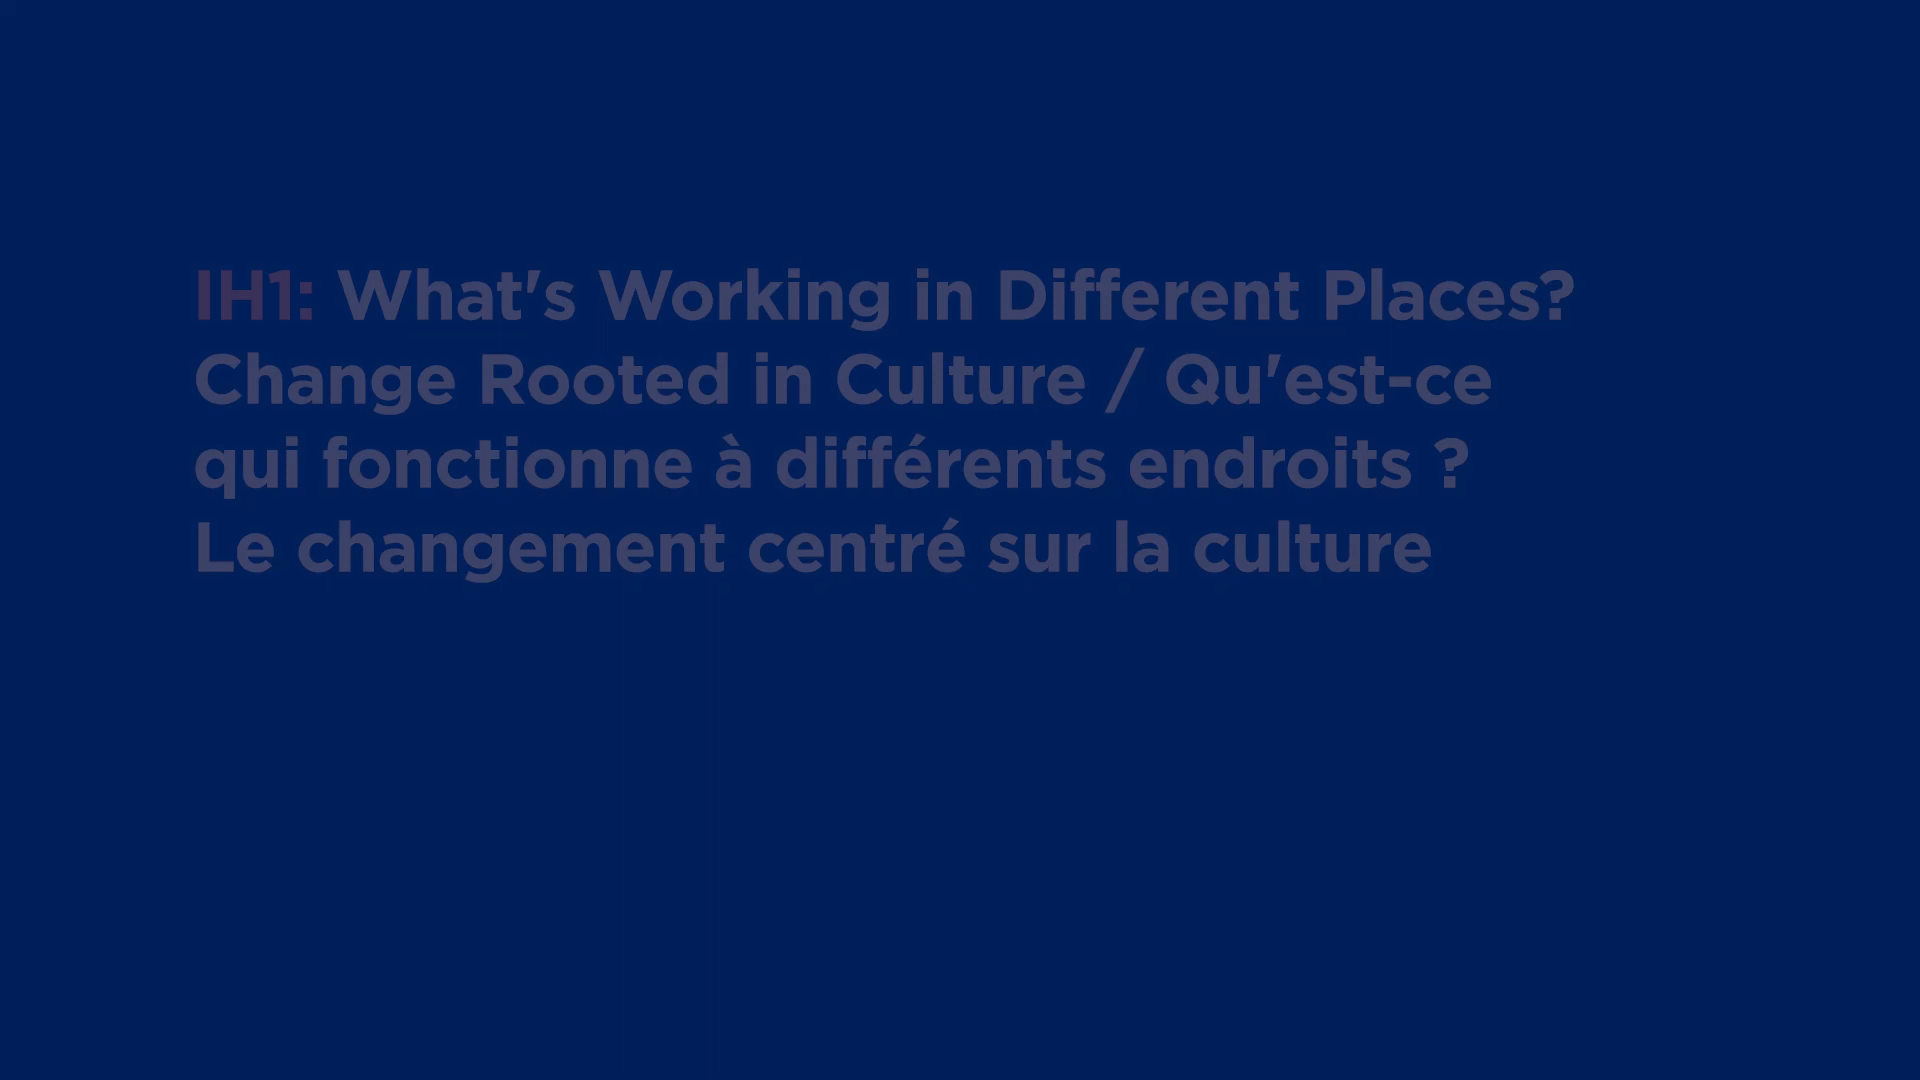 IH1: What's Working in Different Places?
Change Rooted in Culture / Qu'est-ce
qui fonctionne à différents endroits ?
Le changement centré sur la culture